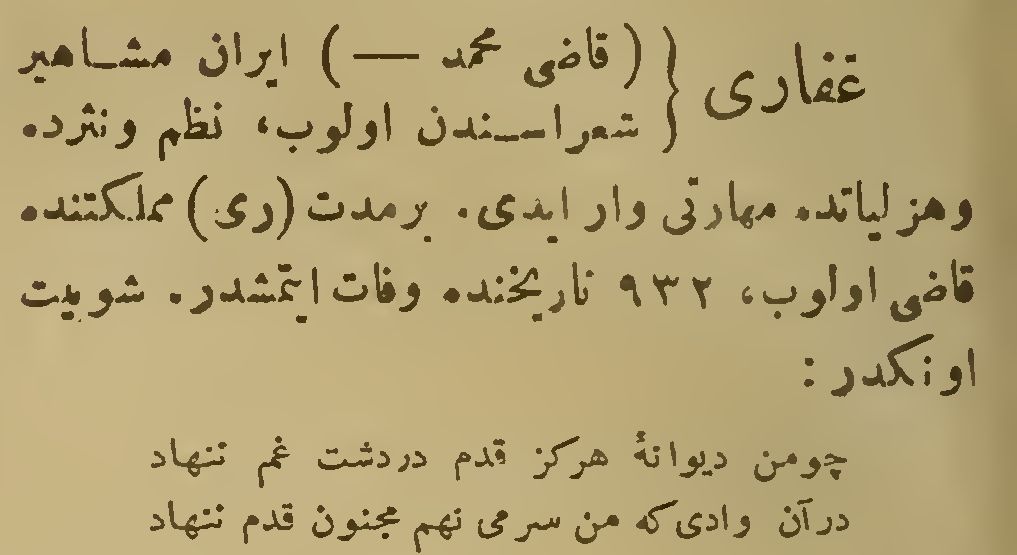 غفاری { (قاضی محمد —) ایران مشاهیر
شعراسندن اولوب، نظم ونثرده
وهزلیاتده مهارتی وار ایدی. برمدت (ری) مملکتنده
قاضی اولوب، ٩٣٢ تاریخنده وفات ایتمشدر. شوبیت
اونکدر :
چومن دیوانهٔ هرکز قدم دردشت غم ننهاد
درآن وادی که من سرمی نهم مجنون قدم ننهاد